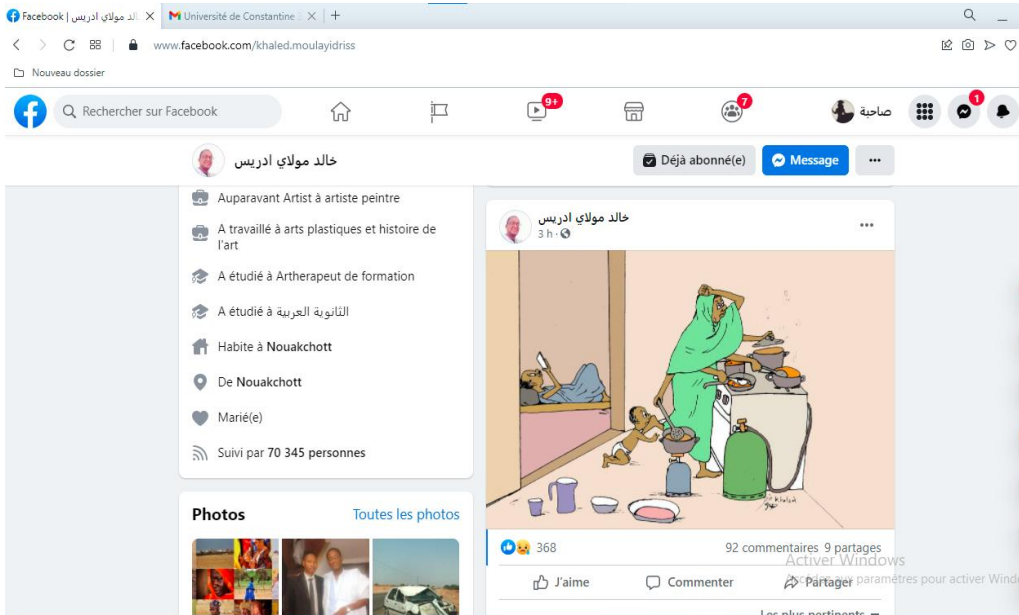 Facebook | خالد مولاي ادريس
Université de Constantine
www.facebook.com/khaled.moulayidriss
Nouveau dossier
Rechercher sur Facebook
9+
7
صاحبة
1
خالد مولاي ادريس
Déjà abonné(e)
Message
Auparavant Artist à artiste peintre
A travaillé à arts plastiques et histoire de
l'art
A étudié à Artherapeut de formation
A étudié à الثانوية العربية
Habite à Nouakchott
De Nouakchott
Marié(e)
Suivi par 70 345 personnes
Photos
Toutes les photos
خالد مولاي ادريس
3 h ·
368
92 commentaires 9 partages
J'aime
Commenter
Partager
Activer Windows
paramètres pour activer Wind
Les plus pertinents